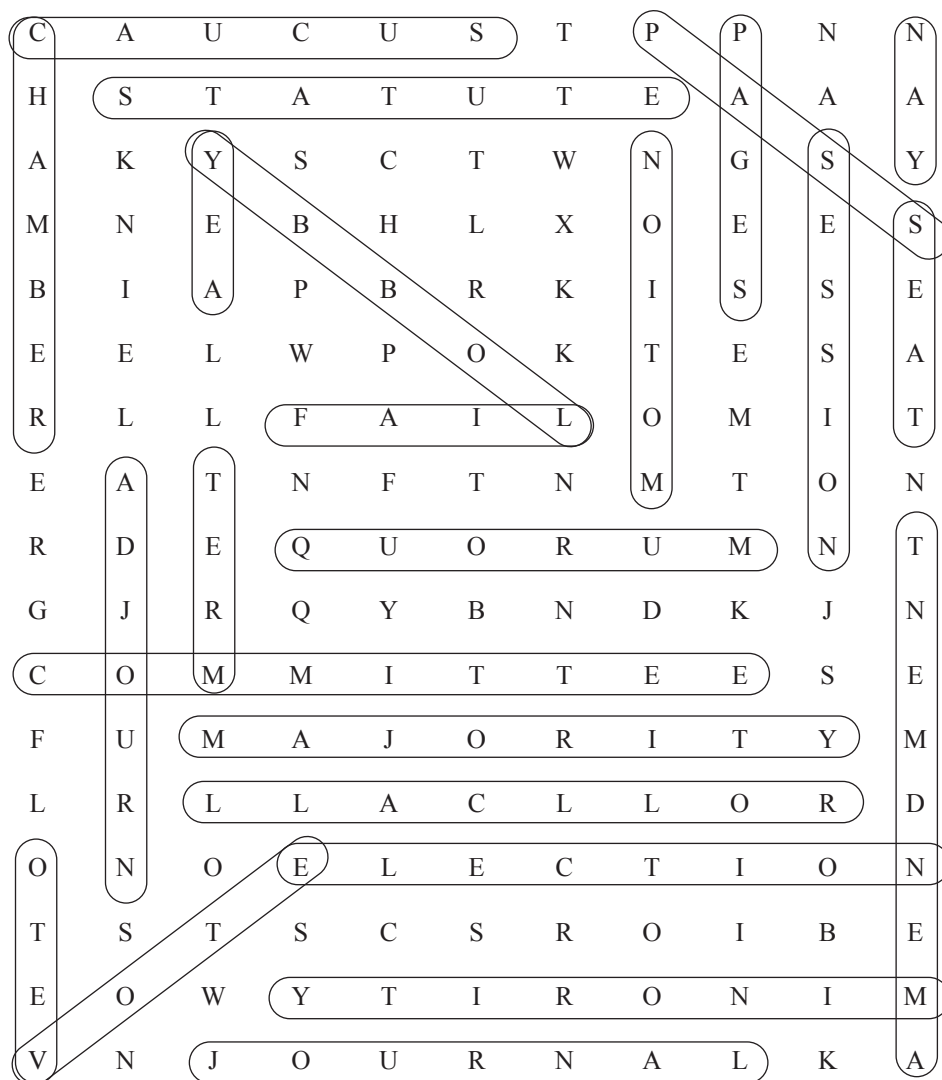 C A U C U S T P P N N
H S T A T U T E A A A
A K Y S C T W N G S Y
M N E B H L X O E E S
B I A P B R K I S S E
E E L W P O K T E S A
R L L F A I L O M I T
E A T N F T N M T O N
R D E Q U O R U M N T
G J R Q Y B N D K J N
C O M M I T T E E S E
F U M A J O R I T Y M
L R L L A C L L O R D
O N O E L E C T I O N
T S T S C S R O I B E
E O W Y T I R O N I M
V N J O U R N A L K A